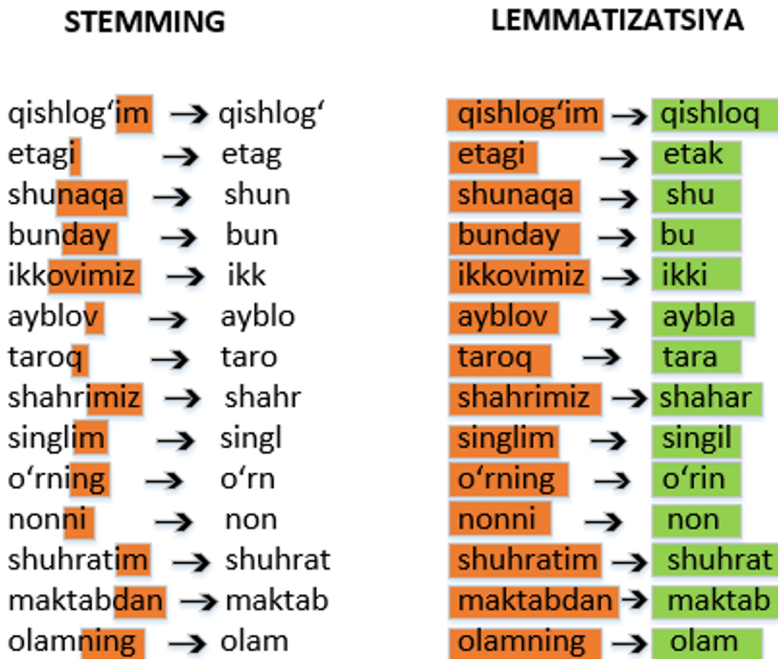 STEMMING LEMMATIZATSIYA
qishlog‘im → qishlog‘ qishlog‘im → qishloq
etagi → etag etagi → etak
shunaqa → shun shunaqa → shu
bunday → bun bunday → bu
ikkovimiz → ikk ikkovimiz → ikki
ayblov → ayblo ayblov → aybla
taroq → taro taroq → tara
shahrimiz → shahr shahrimiz → shahar
singlim → singl singlim → singil
o‘rning → o‘rn o‘rning → o‘rin
nonni → non nonni → non
shuhratim → shuhrat shuhratim → shuhrat
maktabdan → maktab maktabdan → maktab
olamning → olam olamning → olam